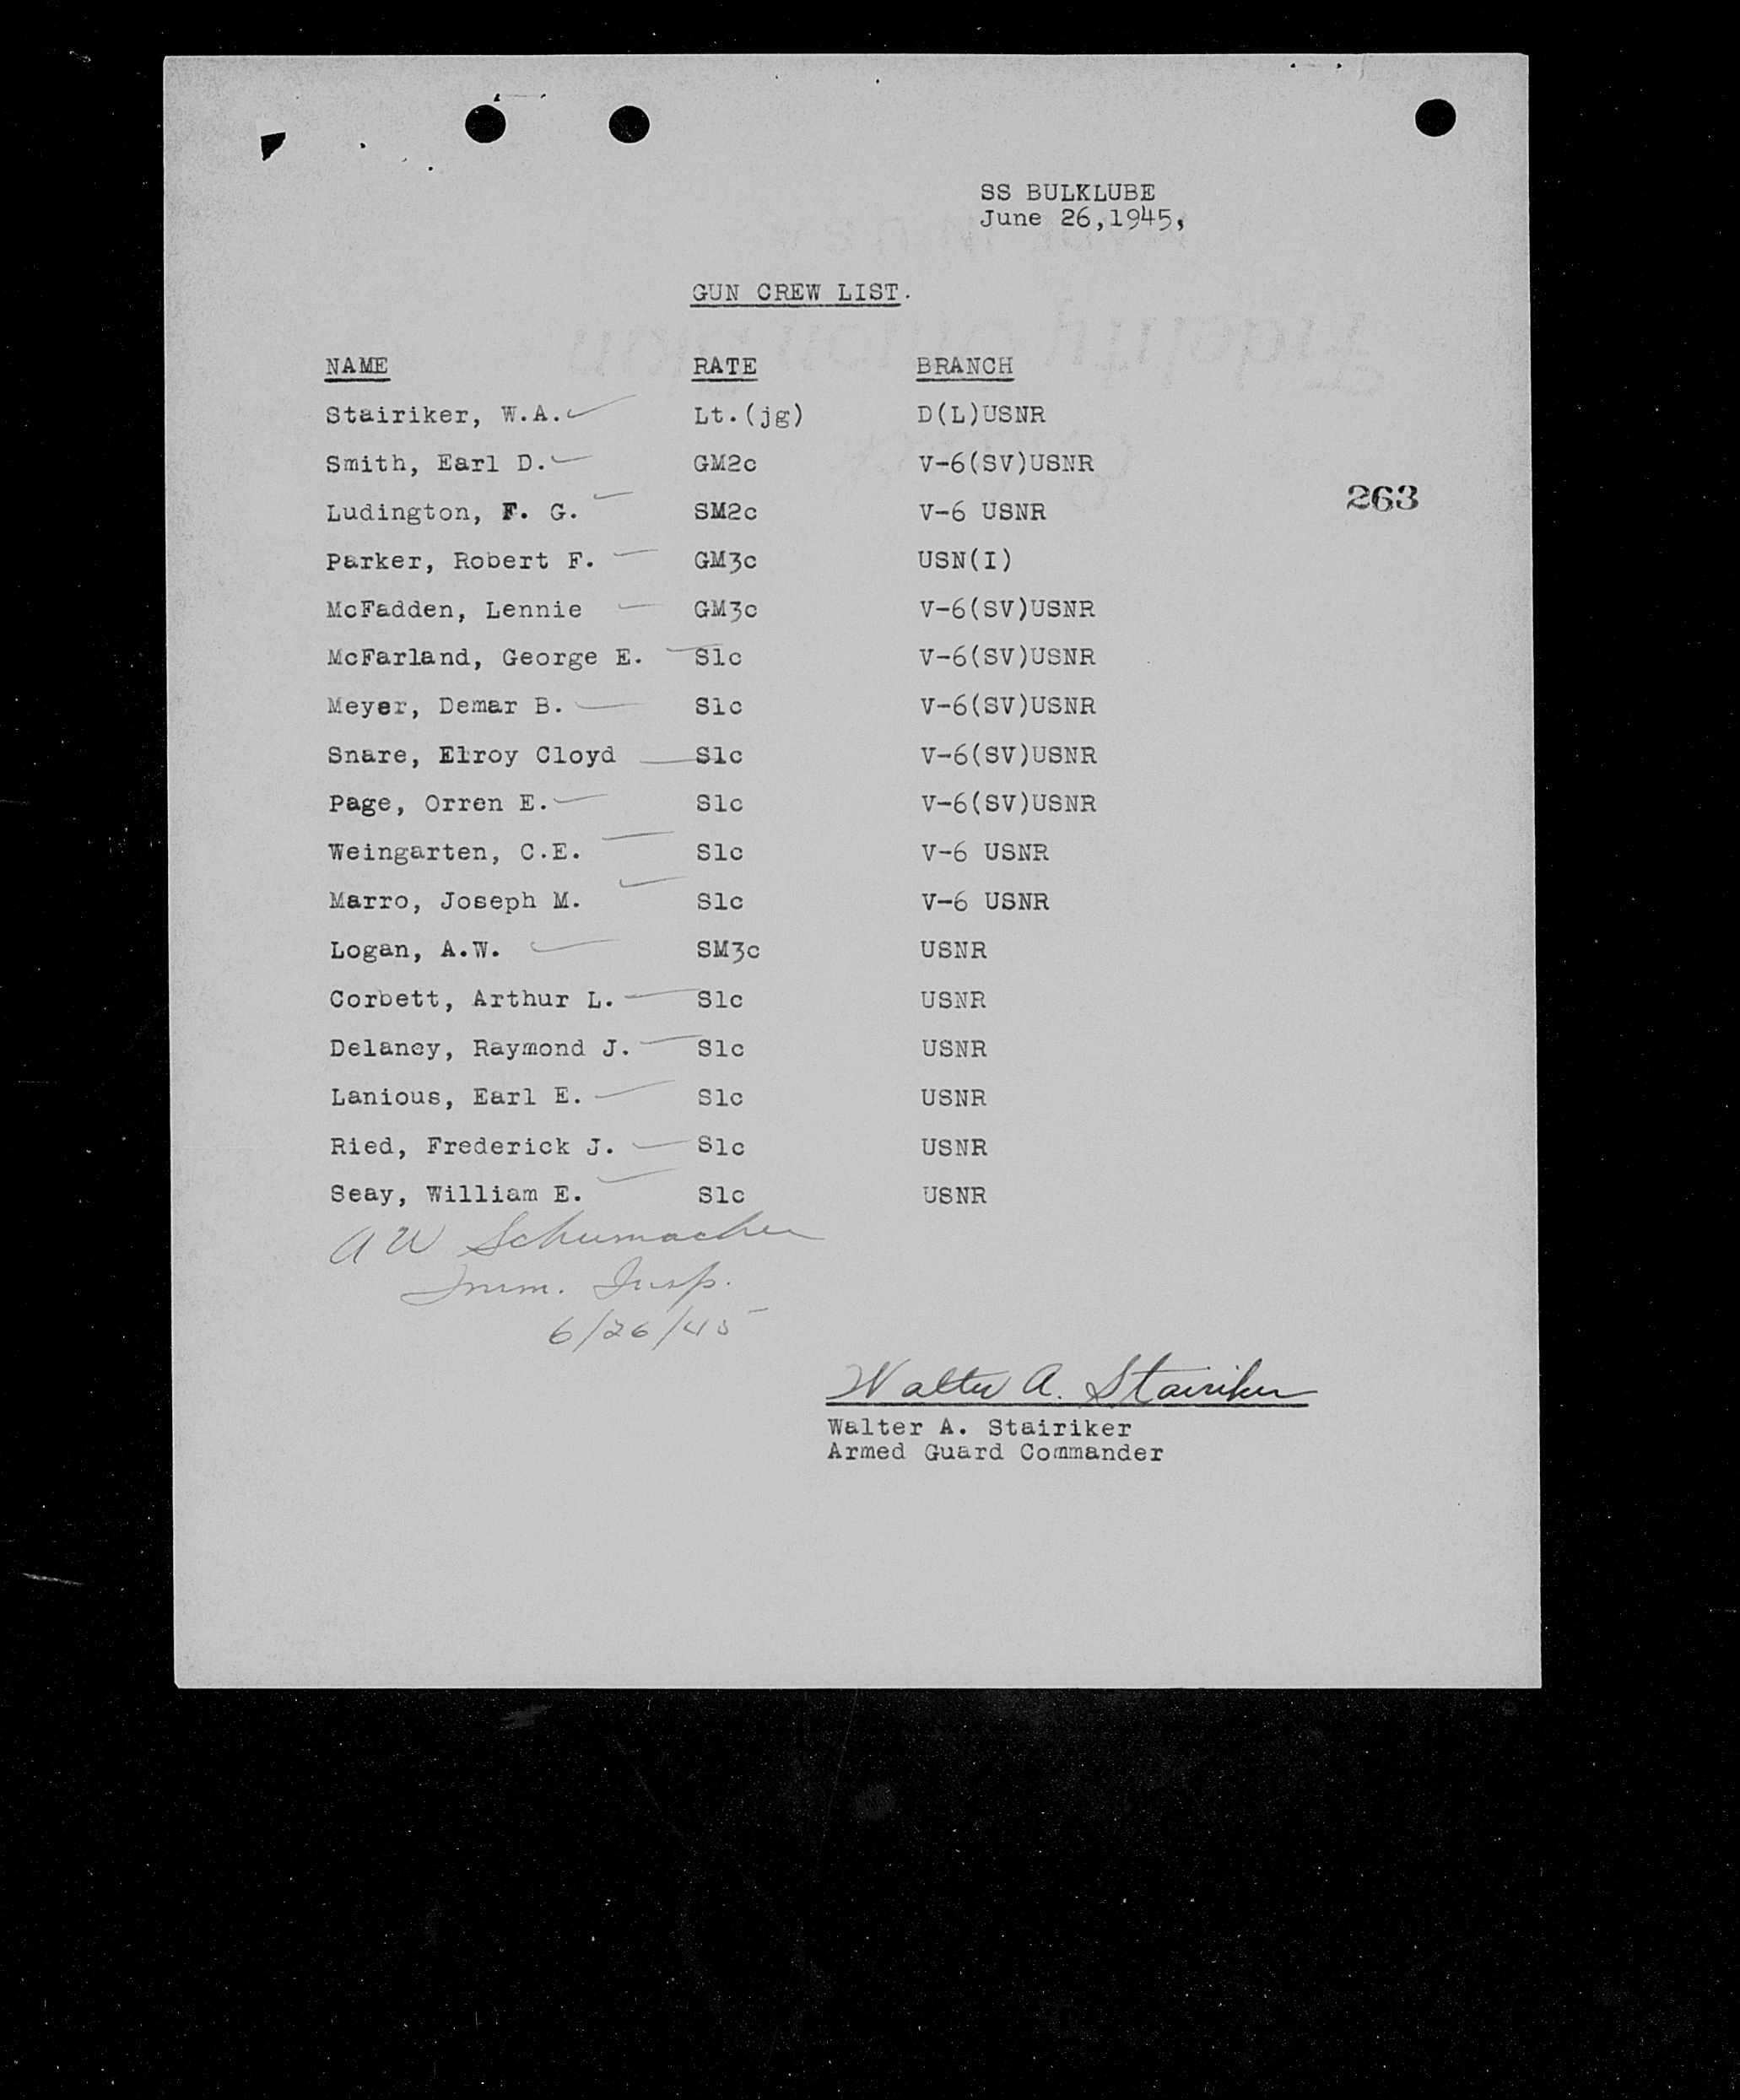 SS BULKLUBE
June 26,1945,
GUN CREW LIST.
NAME RATE BRANCH
Stairiker, W.A. Lt.(jg) D(L)USNR
Smith, Earl D. GM2c V-6(SV)USNR
263
Ludington, F. G. SM2c V-6 USNR
Parker, Robert F. GM3c USN(I)
McFadden, Lennie GM3c V-6(SV)USNR
McFarland, George E. S1c V-6(SV)USNR
Meyer, Demar B. S1c V-6(SV)USNR
Snare, Elroy Cloyd S1c V-6(SV)USNR
Page, Orren E. S1c V-6(SV)USNR
Weingarten, C.E. S1c V-6 USNR
Marro, Joseph M. S1c V-6 USNR
Logan, A.W. SM3c USNR
Corbett, Arthur L. S1c USNR
Delaney, Raymond J. S1c USNR
Lanious, Earl E. S1c USNR
Ried, Frederick J. S1c USNR
Seay, William E. S1c USNR
A W Schumacher
Imm. Insp.
6/26/45
Walter A. Stairiker
Walter A. Stairiker
Armed Guard Commander